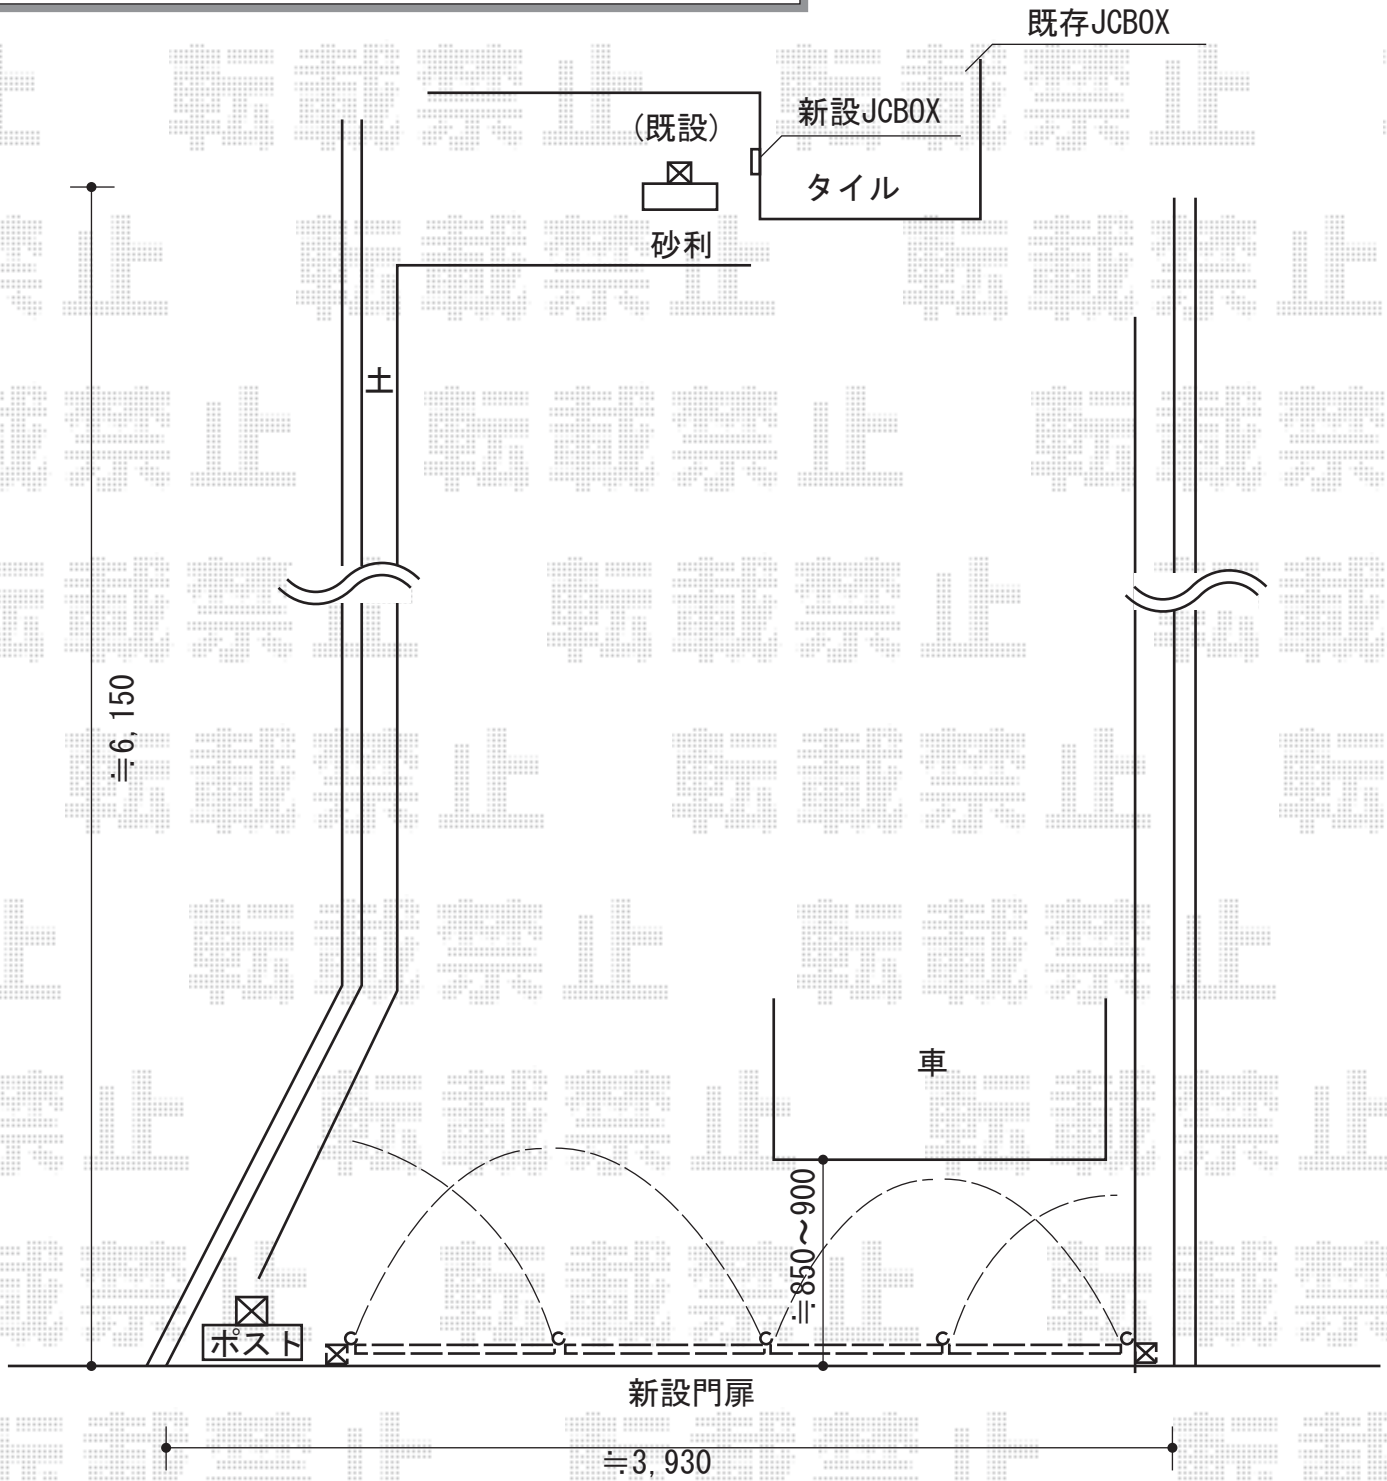 既存JCBOX
新設JCBOX
(既設)
タイル
砂利
土
≒6,150
車
≒850～900
ポスト
新設門扉
≒3,930
転載禁止